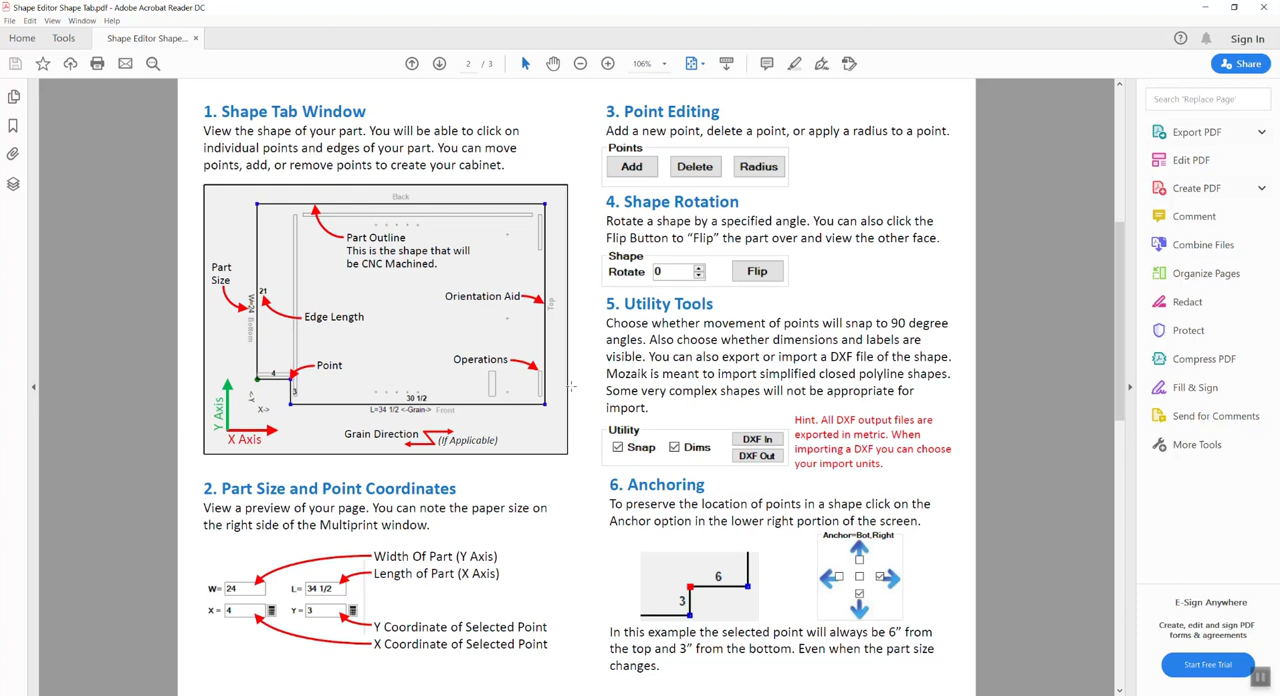 Shape Editor Shape Tab.pdf - Adobe Acrobat Reader DC
File Edit View Window Help
Home Tools Shape Editor Shape... ×
Sign In
2 / 3
106%
Share
1. Shape Tab Window
View the shape of your part. You will be able to click on
individual points and edges of your part. You can move
points, add, or remove points to create your cabinet.
Back
Part Outline
This is the shape that will
be CNC Machined.
Part
Size
Orientation Aid
Top
21
W=24 Bottom
Edge Length
Operations
Point
4
3
<-Y
X->
30 1/2
L=34 1/2 <-Grain-> Front
Y Axis
X Axis
Grain Direction
(If Applicable)
2. Part Size and Point Coordinates
View a preview of your page. You can note the paper size on
the right side of the Multiprint window.
Width Of Part (Y Axis)
Length of Part (X Axis)
W= 24 L= 34 1/2
X = 4 Y = 3
Y Coordinate of Selected Point
X Coordinate of Selected Point
3. Point Editing
Add a new point, delete a point, or apply a radius to a point.
Points
Add Delete Radius
4. Shape Rotation
Rotate a shape by a specified angle. You can also click the
Flip Button to “Flip” the part over and view the other face.
Shape
Rotate 0 Flip
5. Utility Tools
Choose whether movement of points will snap to 90 degree
angles. Also choose whether dimensions and labels are
visible. You can also export or import a DXF file of the shape.
Mozaik is meant to import simplified closed polyline shapes.
Some very complex shapes will not be appropriate for
import.
Utility
Snap Dims DXF In
DXF Out
Hint. All DXF output files are
exported in metric. When
importing a DXF you can choose
your import units.
6. Anchoring
To preserve the location of points in a shape click on the
Anchor option in the lower right portion of the screen.
Anchor=Bot,Right
6
3
In this example the selected point will always be 6” from
the top and 3” from the bottom. Even when the part size
changes.
Search 'Replace Page'
Export PDF
Edit PDF
Create PDF
Comment
Combine Files
Organize Pages
Redact
Protect
Compress PDF
Fill & Sign
Send for Comments
More Tools
E-Sign Anywhere
Create, edit and sign PDF
forms & agreements
Start Free Trial